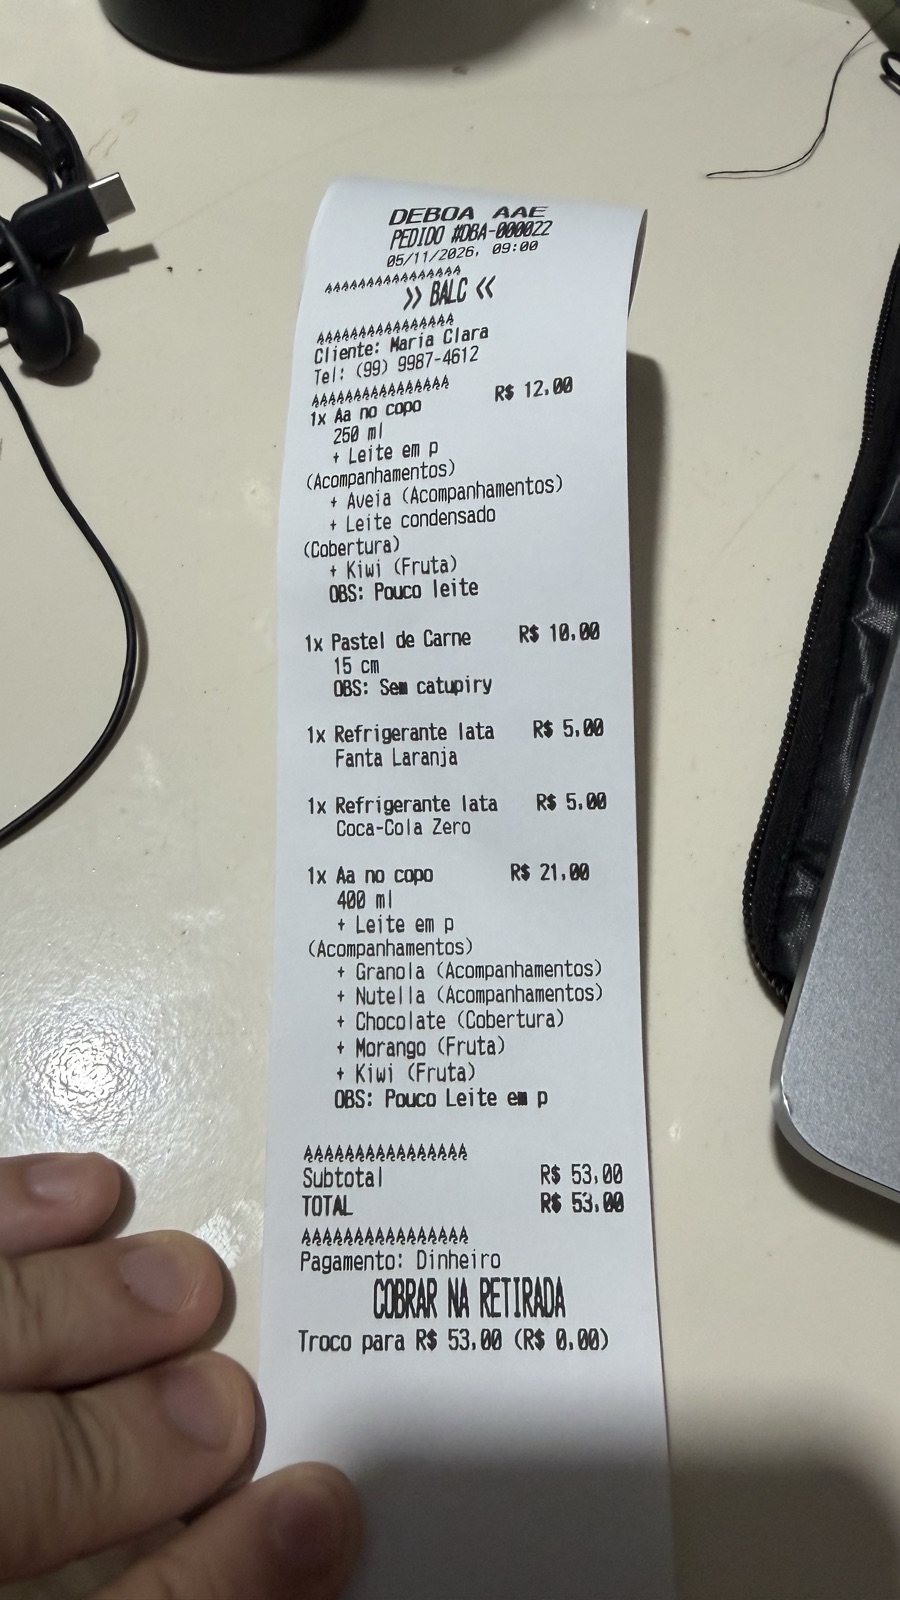 DEBOA AAE
PEDIDO #DBA-000022
05/11/2026, 09:00
AAAAAAAAAAAAAAAA
>> BALC <<
AAAAAAAAAAAAAAAA
Cliente: Maria Clara
Tel: (99) 9987-4612
AAAAAAAAAAAAAAAA
1x Aa no copo R$ 12,00
250 ml
+ Leite em p
(Acompanhamentos)
+ Aveia (Acompanhamentos)
+ Leite condensado
(Cobertura)
+ Kiwi (Fruta)
OBS: Pouco leite
1x Pastel de Carne R$ 10,00
15 cm
OBS: Sem catupiry
1x Refrigerante lata R$ 5,00
Fanta Laranja
1x Refrigerante lata R$ 5,00
Coca-Cola Zero
1x Aa no copo R$ 21,00
400 ml
+ Leite em p
(Acompanhamentos)
+ Granola (Acompanhamentos)
+ Nutella (Acompanhamentos)
+ Chocolate (Cobertura)
+ Morango (Fruta)
+ Kiwi (Fruta)
OBS: Pouco Leite em p
AAAAAAAAAAAAAAAA
Subtotal R$ 53,00
TOTAL R$ 53,00
AAAAAAAAAAAAAAAA
Pagamento: Dinheiro
COBRAR NA RETIRADA
Troco para R$ 53,00 (R$ 0,00)